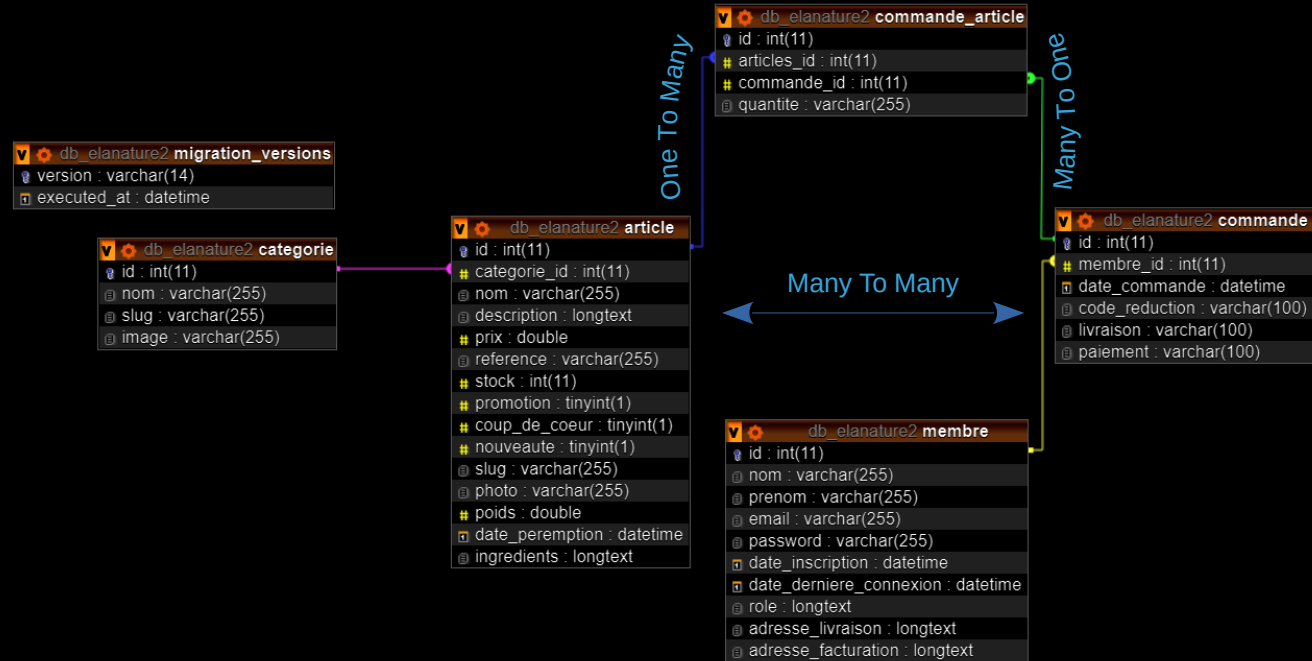 db_elanature2 commande_article
id : int(11)
articles_id : int(11)
commande_id : int(11)
quantite : varchar(255)
One To Many
Many To One
db_elanature2 migration_versions
version : varchar(14)
executed_at : datetime
db_elanature2 categorie
id : int(11)
nom : varchar(255)
slug : varchar(255)
image : varchar(255)
db_elanature2 article
id : int(11)
categorie_id : int(11)
nom : varchar(255)
description : longtext
prix : double
reference : varchar(255)
stock : int(11)
promotion : tinyint(1)
coup_de_coeur : tinyint(1)
nouveaute : tinyint(1)
slug : varchar(255)
photo : varchar(255)
poids : double
date_peremption : datetime
ingredients : longtext
Many To Many
db_elanature2 commande
id : int(11)
membre_id : int(11)
date_commande : datetime
code_reduction : varchar(100)
livraison : varchar(100)
paiement : varchar(100)
db_elanature2 membre
id : int(11)
nom : varchar(255)
prenom : varchar(255)
email : varchar(255)
password : varchar(255)
date_inscription : datetime
date_derniere_connexion : datetime
role : longtext
adresse_livraison : longtext
adresse_facturation : longtext